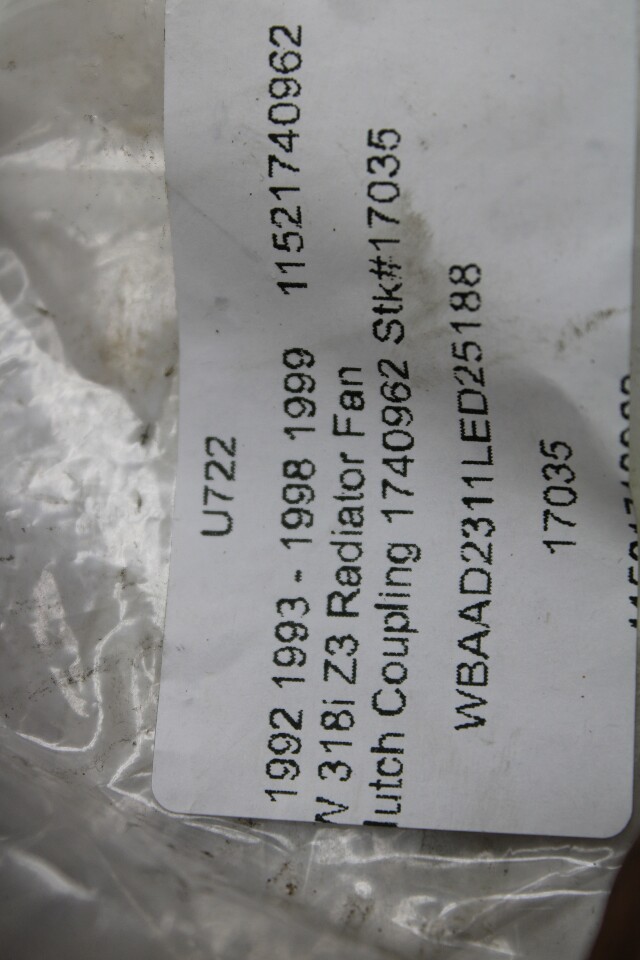 U722
1992 1993 - 1998 1999 11521740962
W 318i Z3 Radiator Fan
lutch Coupling 1740962 Stk#17035
WBAAD2311LED25188
17035